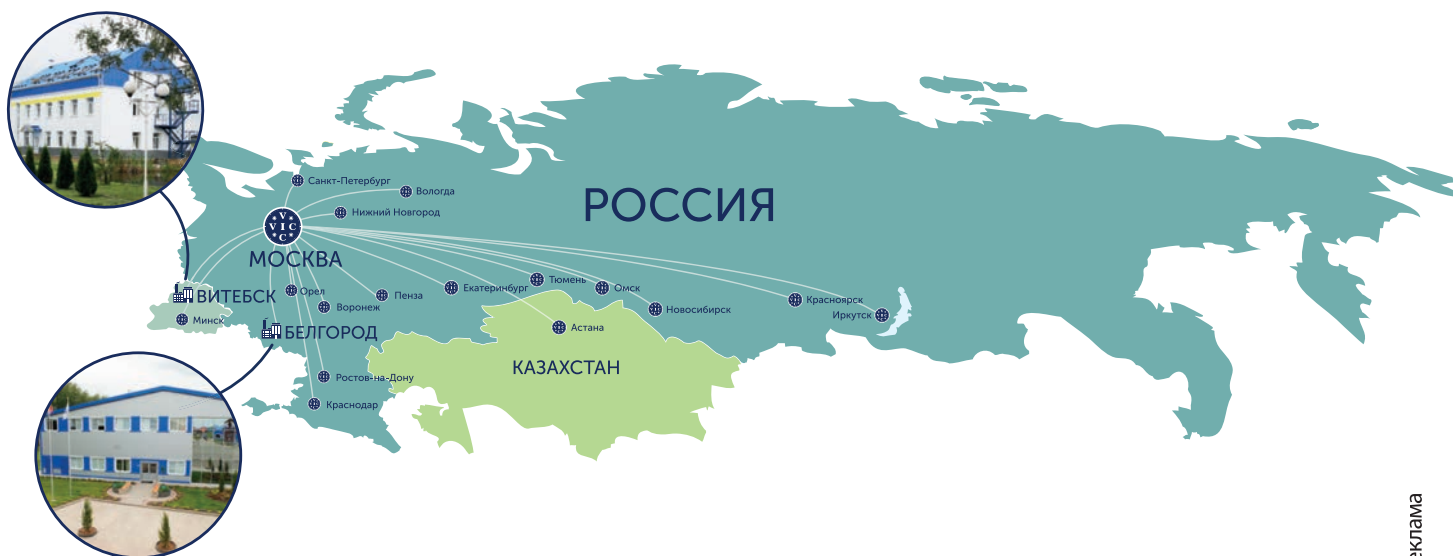 Санкт-Петербург
Вологда
Нижний Новгород
РОССИЯ
V
VIC
C
МОСКВА
ВИТЕБСК
Минск
Орел
Воронеж
Пенза
Екатеринбург
Тюмень
Омск
Новосибирск
Красноярск
Иркутск
БЕЛГОРОД
Астана
КАЗАХСТАН
Ростов-на-Дону
Краснодар
еклама